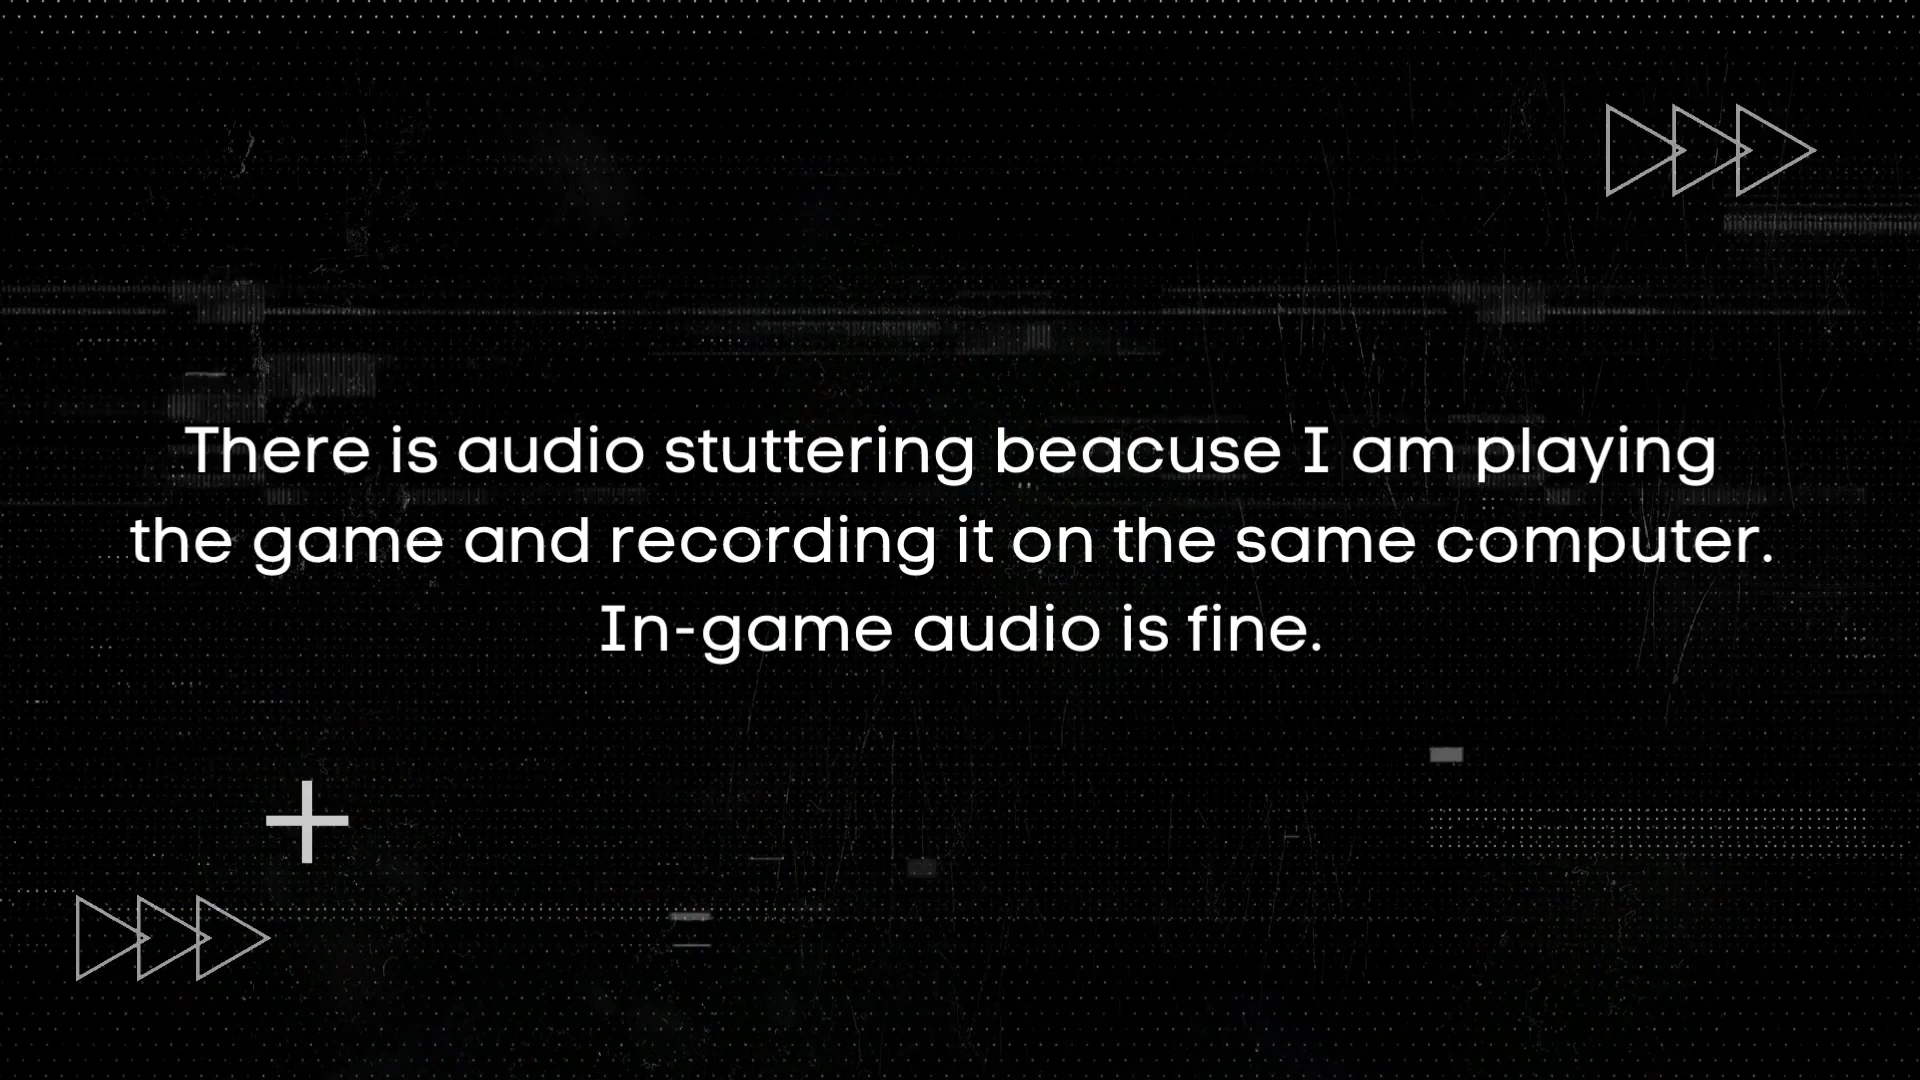 There is audio stuttering beacuse I am playing
the game and recording it on the same computer.
In-game audio is fine.